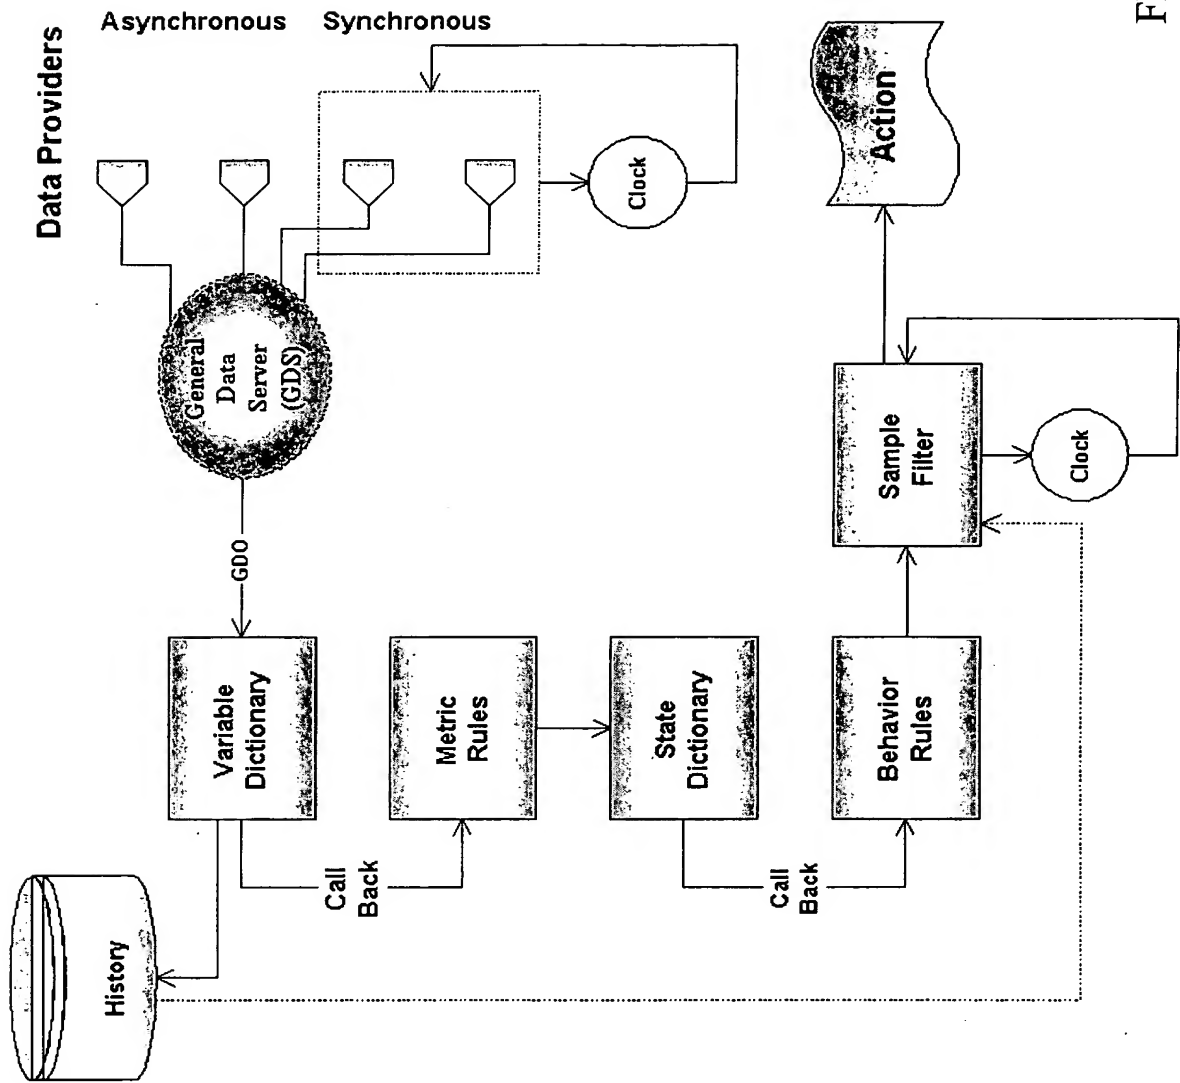 Data Providers
Asynchronous
Synchronous
General
Data
Server
(GDS)
Clock
GDO
Variable
Dictionary
Call
Back
History
Metric
Rules
State
Dictionary
Call
Back
Behavior
Rules
Sample
Filter
Clock
Action
F